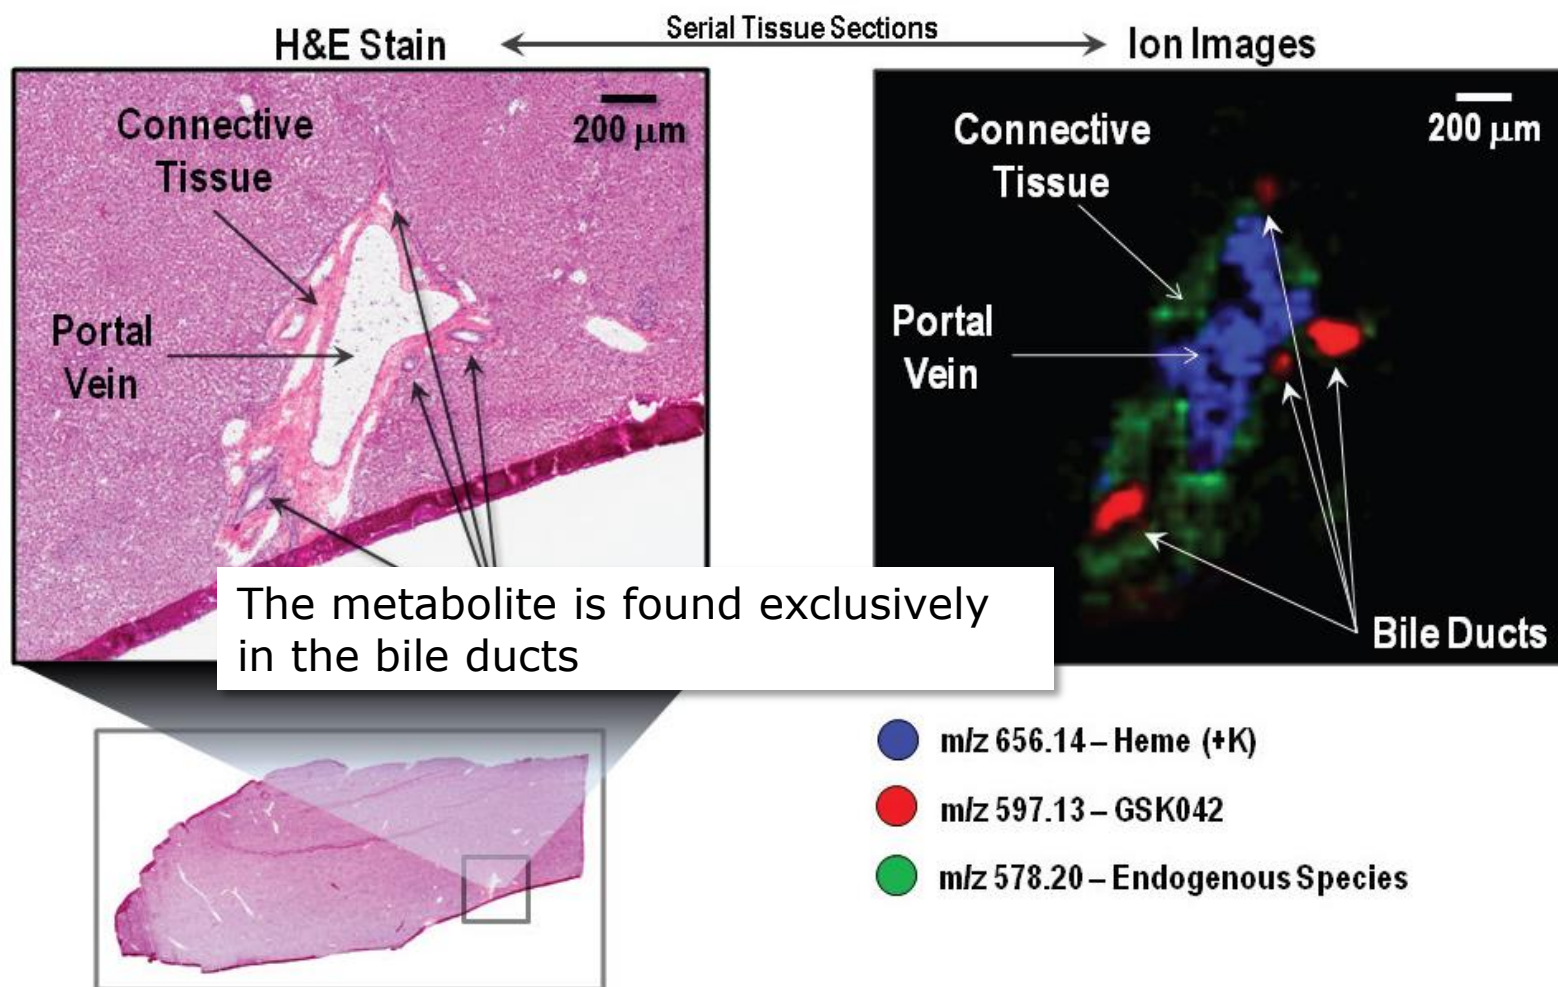 Serial Tissue Sections
H&E Stain
Ion Images
200 μm
Connective
Tissue
Portal
Vein
200 μm
Connective
Tissue
Portal
Vein
Bile Ducts
The metabolite is found exclusively
in the bile ducts
m/z 656.14 – Heme (+K)
m/z 597.13 – GSK042
m/z 578.20 – Endogenous Species